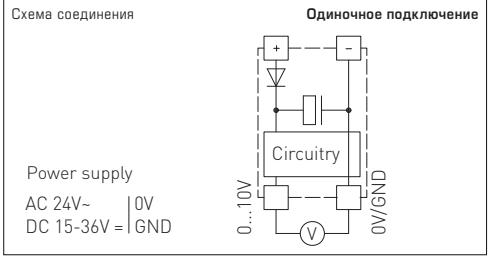 Схема соединения
Одиночное подключение
+ −
Circuitry
Power supply
AC 24V~ 0V
DC 15-36V = GND
0...10V
0V/GND
V